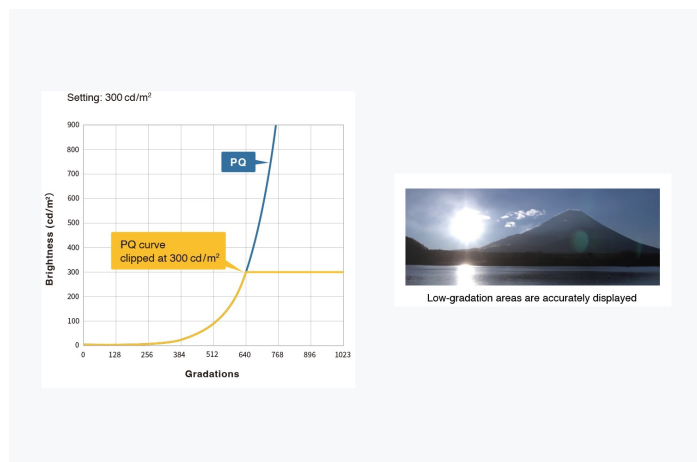 Setting: 300 cd/m²
900
800
700
600
500
400
300
200
100
0
Brightness (cd/m²)
PQ
PQ curve
clipped at 300 cd/m²
0 128 256 384 512 640 768 896 1023
Gradations
Low-gradation areas are accurately displayed